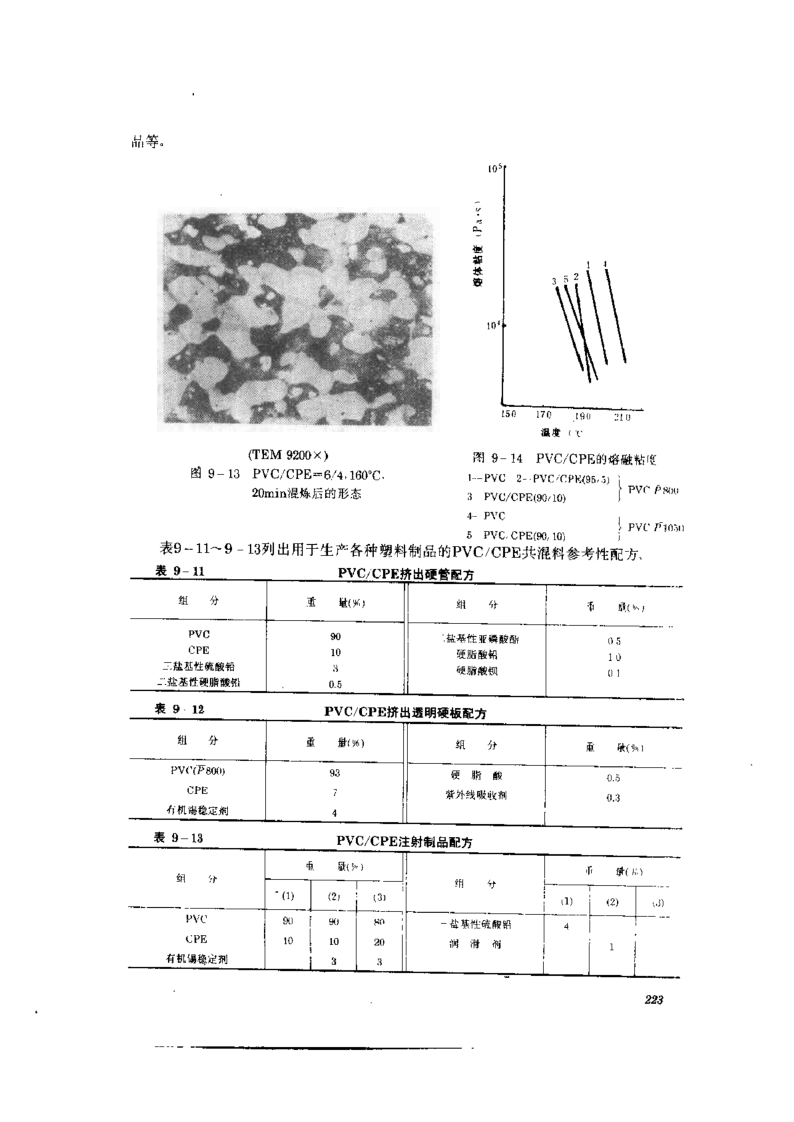 品等。
10⁵
熔体粘度 (Pa·s)
3 5 2 1 4
10⁴
150 170 190 210
温度 (℃
(TEM 9200×)
图 9-13 PVC/CPE=6/4,160℃,
20min混炼后的形态
图 9-14 PVC/CPE的熔融粘度
1--PVC 2--PVC/CPE(95/5)
3 PVC/CPE(90/10)
PVC P̅800
4- PVC
5 PVC/CPE(90/10)
PVC P̅1050
表9-11~9-13列出用于生产各种塑料制品的PVC/CPE共混料参考性配方、
表 9-11 PVC/CPE挤出硬管配方
组 分 重 量(%) 组 分 重 量(%)
PVC 90 二盐基性亚磷酸酯 0.5
CPE 10 硬脂酸铅 1.0
三盐基性硫酸铅 3 硬脂酸钡 0.1
二盐基性硬脂酸铅 0.5
表 9-12 PVC/CPE挤出透明硬板配方
组 分 重 量(%) 组 分 重 量(%)
PVC(P̅800) 93 硬 脂 酸 0.5
CPE 7 紫外线吸收剂 0.3
有机锡稳定剂 4
表 9-13 PVC/CPE注射制品配方
组 分 重 量(%) 组 分 重 量(%)
(1) (2) (3) (1) (2) (3)
PVC 90 90 80 盐基性硫酸铅 4
CPE 10 10 20 润 滑 剂 1
有机锡稳定剂 3 3
223